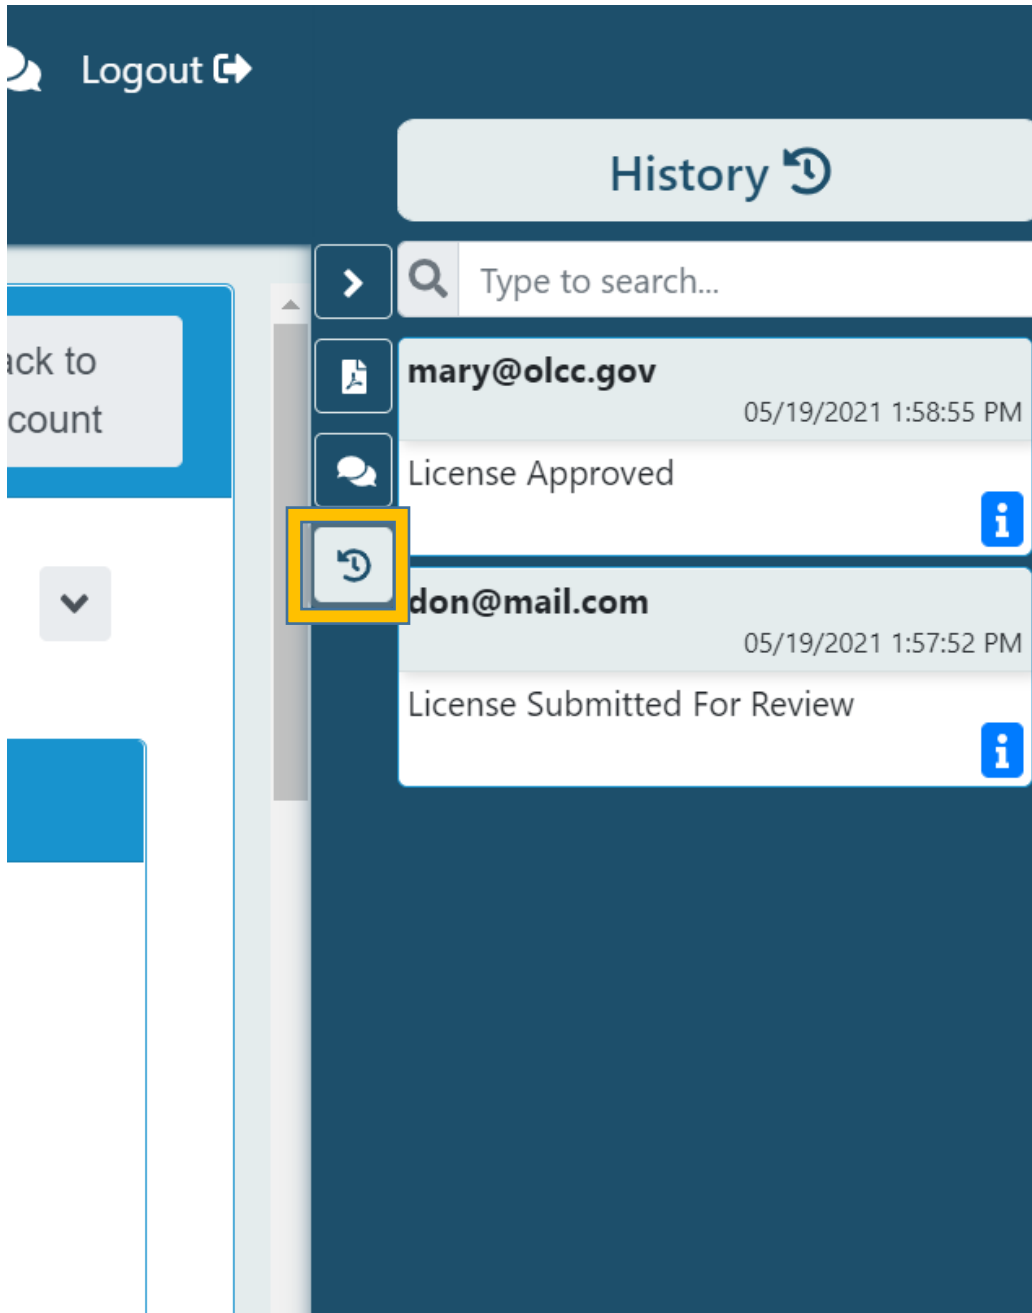 Logout
History
Type to search...
ack to
count
mary@olcc.gov
05/19/2021 1:58:55 PM
License Approved
don@mail.com
05/19/2021 1:57:52 PM
License Submitted For Review